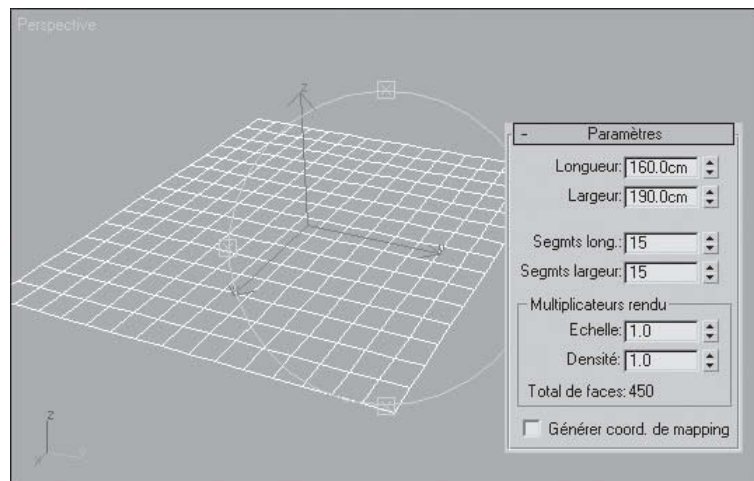 Perspective
z
- Paramètres
Longueur: 160.0cm
Largeur: 190.0cm
Segmts long.: 15
Segmts largeur: 15
Multiplicateurs rendu
Echelle: 1.0
Densité: 1.0
Total de faces: 450
Générer coord. de mapping
z
x